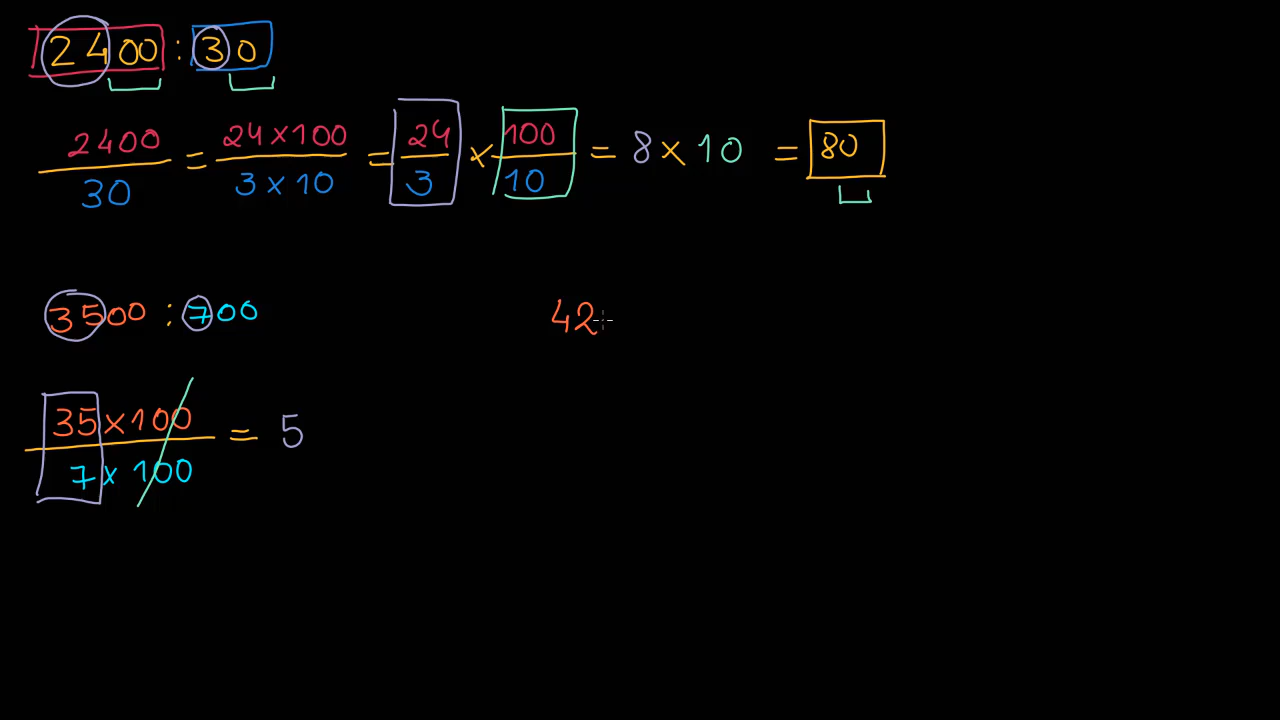 2400 : 30
2400/30 = 24 × 100/3 × 10 = 24/3 × 100/10 = 8 × 10 = 80
3500 : 700
42
35 × 100/7 × 100 = 5